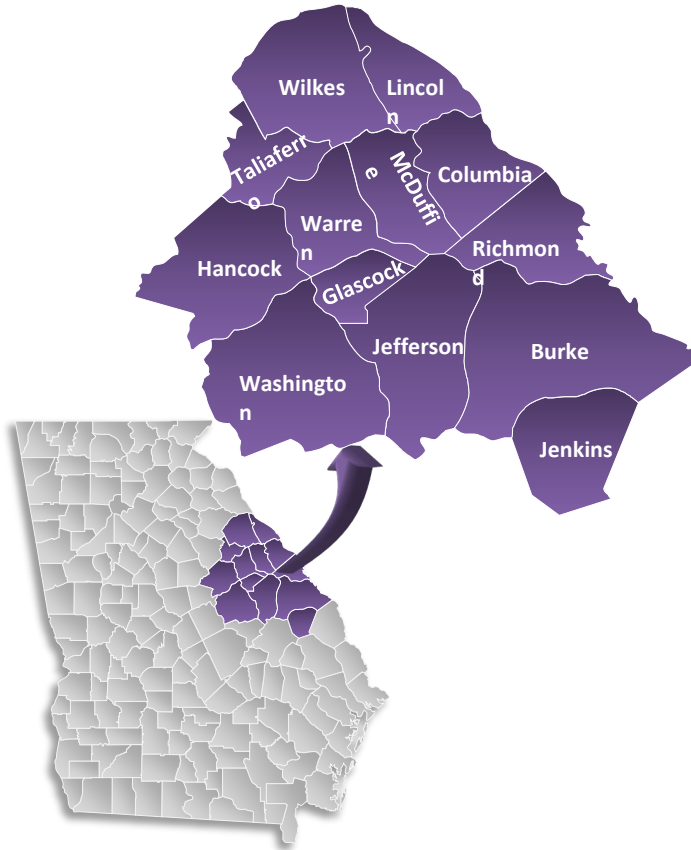 Wilkes
Lincol
n
Taliaferr
o
McDuffi
e
Columbia
Warre
n
Richmon
d
Hancock
Glascock
Jefferson
Burke
Washingto
n
Jenkins